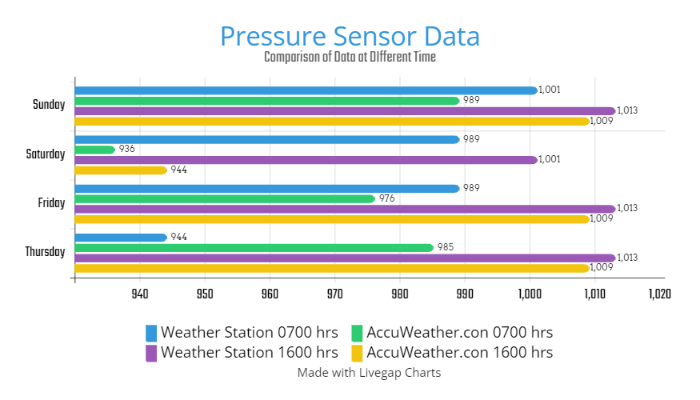 Pressure Sensor Data
Comparison of Data at DIfferent Time
Sunday
1,001
989
1,013
1,009
Saturday
989
936
1,001
944
Friday
989
976
1,013
1,009
Thursday
944
985
1,013
1,009
940 950 960 970 980 990 1,000 1,010 1,020
Weather Station 0700 hrs AccuWeather.con 0700 hrs
Weather Station 1600 hrs AccuWeather.con 1600 hrs
Made with Livegap Charts